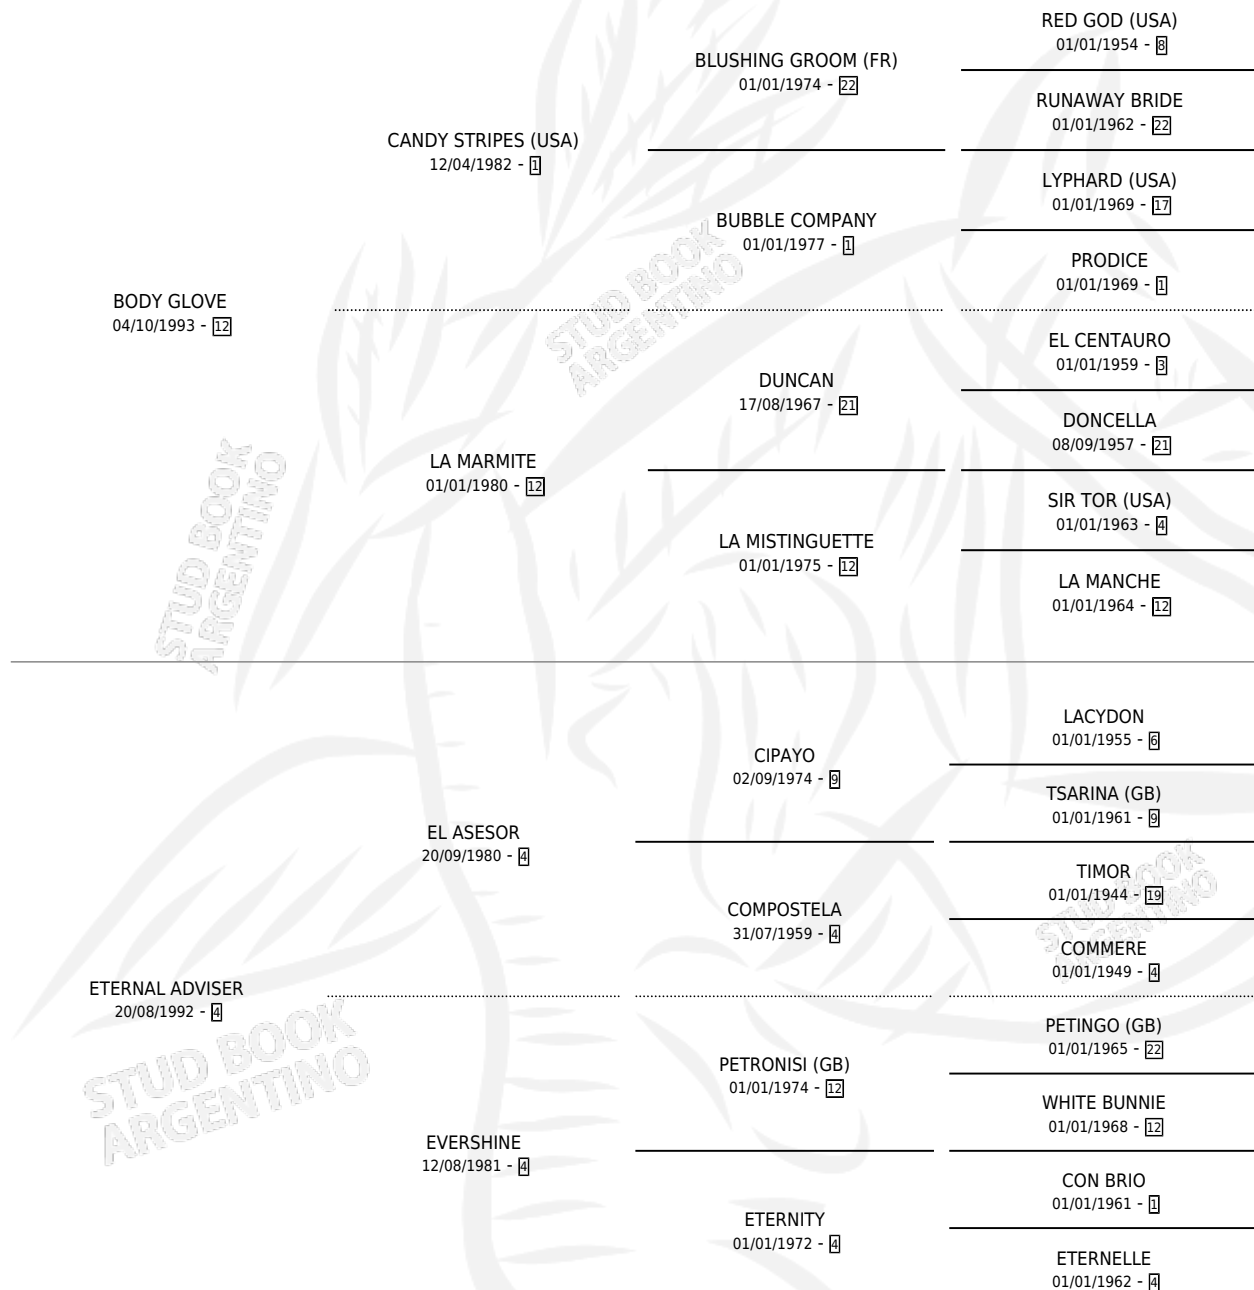 RED GOD (USA)
01/01/1954 - 8
BLUSHING GROOM (FR)
01/01/1974 - 22
RUNAWAY BRIDE
01/01/1962 - 22
CANDY STRIPES (USA)
12/04/1982 - 1
LYPHARD (USA)
01/01/1969 - 17
BUBBLE COMPANY
01/01/1977 - 1
PRODICE
01/01/1969 - 1
BODY GLOVE
04/10/1993 - 12
STUD BOOK
ARGENTINO
EL CENTAURO
01/01/1959 - 3
DUNCAN
17/08/1967 - 21
DONCELLA
08/09/1957 - 21
LA MARMITE
01/01/1980 - 12
SIR TOR (USA)
01/01/1963 - 4
LA MISTINGUETTE
01/01/1975 - 12
LA MANCHE
01/01/1964 - 12
STUD BOOK
ARGENTINO
LACYDON
01/01/1955 - 6
CIPAYO
02/09/1974 - 9
TSARINA (GB)
01/01/1961 - 9
EL ASESOR
20/09/1980 - 4
TIMOR
01/01/1944 - 19
COMPOSTELA
31/07/1959 - 4
COMMERE
01/01/1949 - 4
STUD BOOK
ARGENTINO
ETERNAL ADVISER
20/08/1992 - 4
PETINGO (GB)
01/01/1965 - 22
PETRONISI (GB)
01/01/1974 - 12
WHITE BUNNIE
01/01/1968 - 12
STUD BOOK
ARGENTINO
EVERSHINE
12/08/1981 - 4
CON BRIO
01/01/1961 - 1
ETERNITY
01/01/1972 - 4
ETERNELLE
01/01/1962 - 4